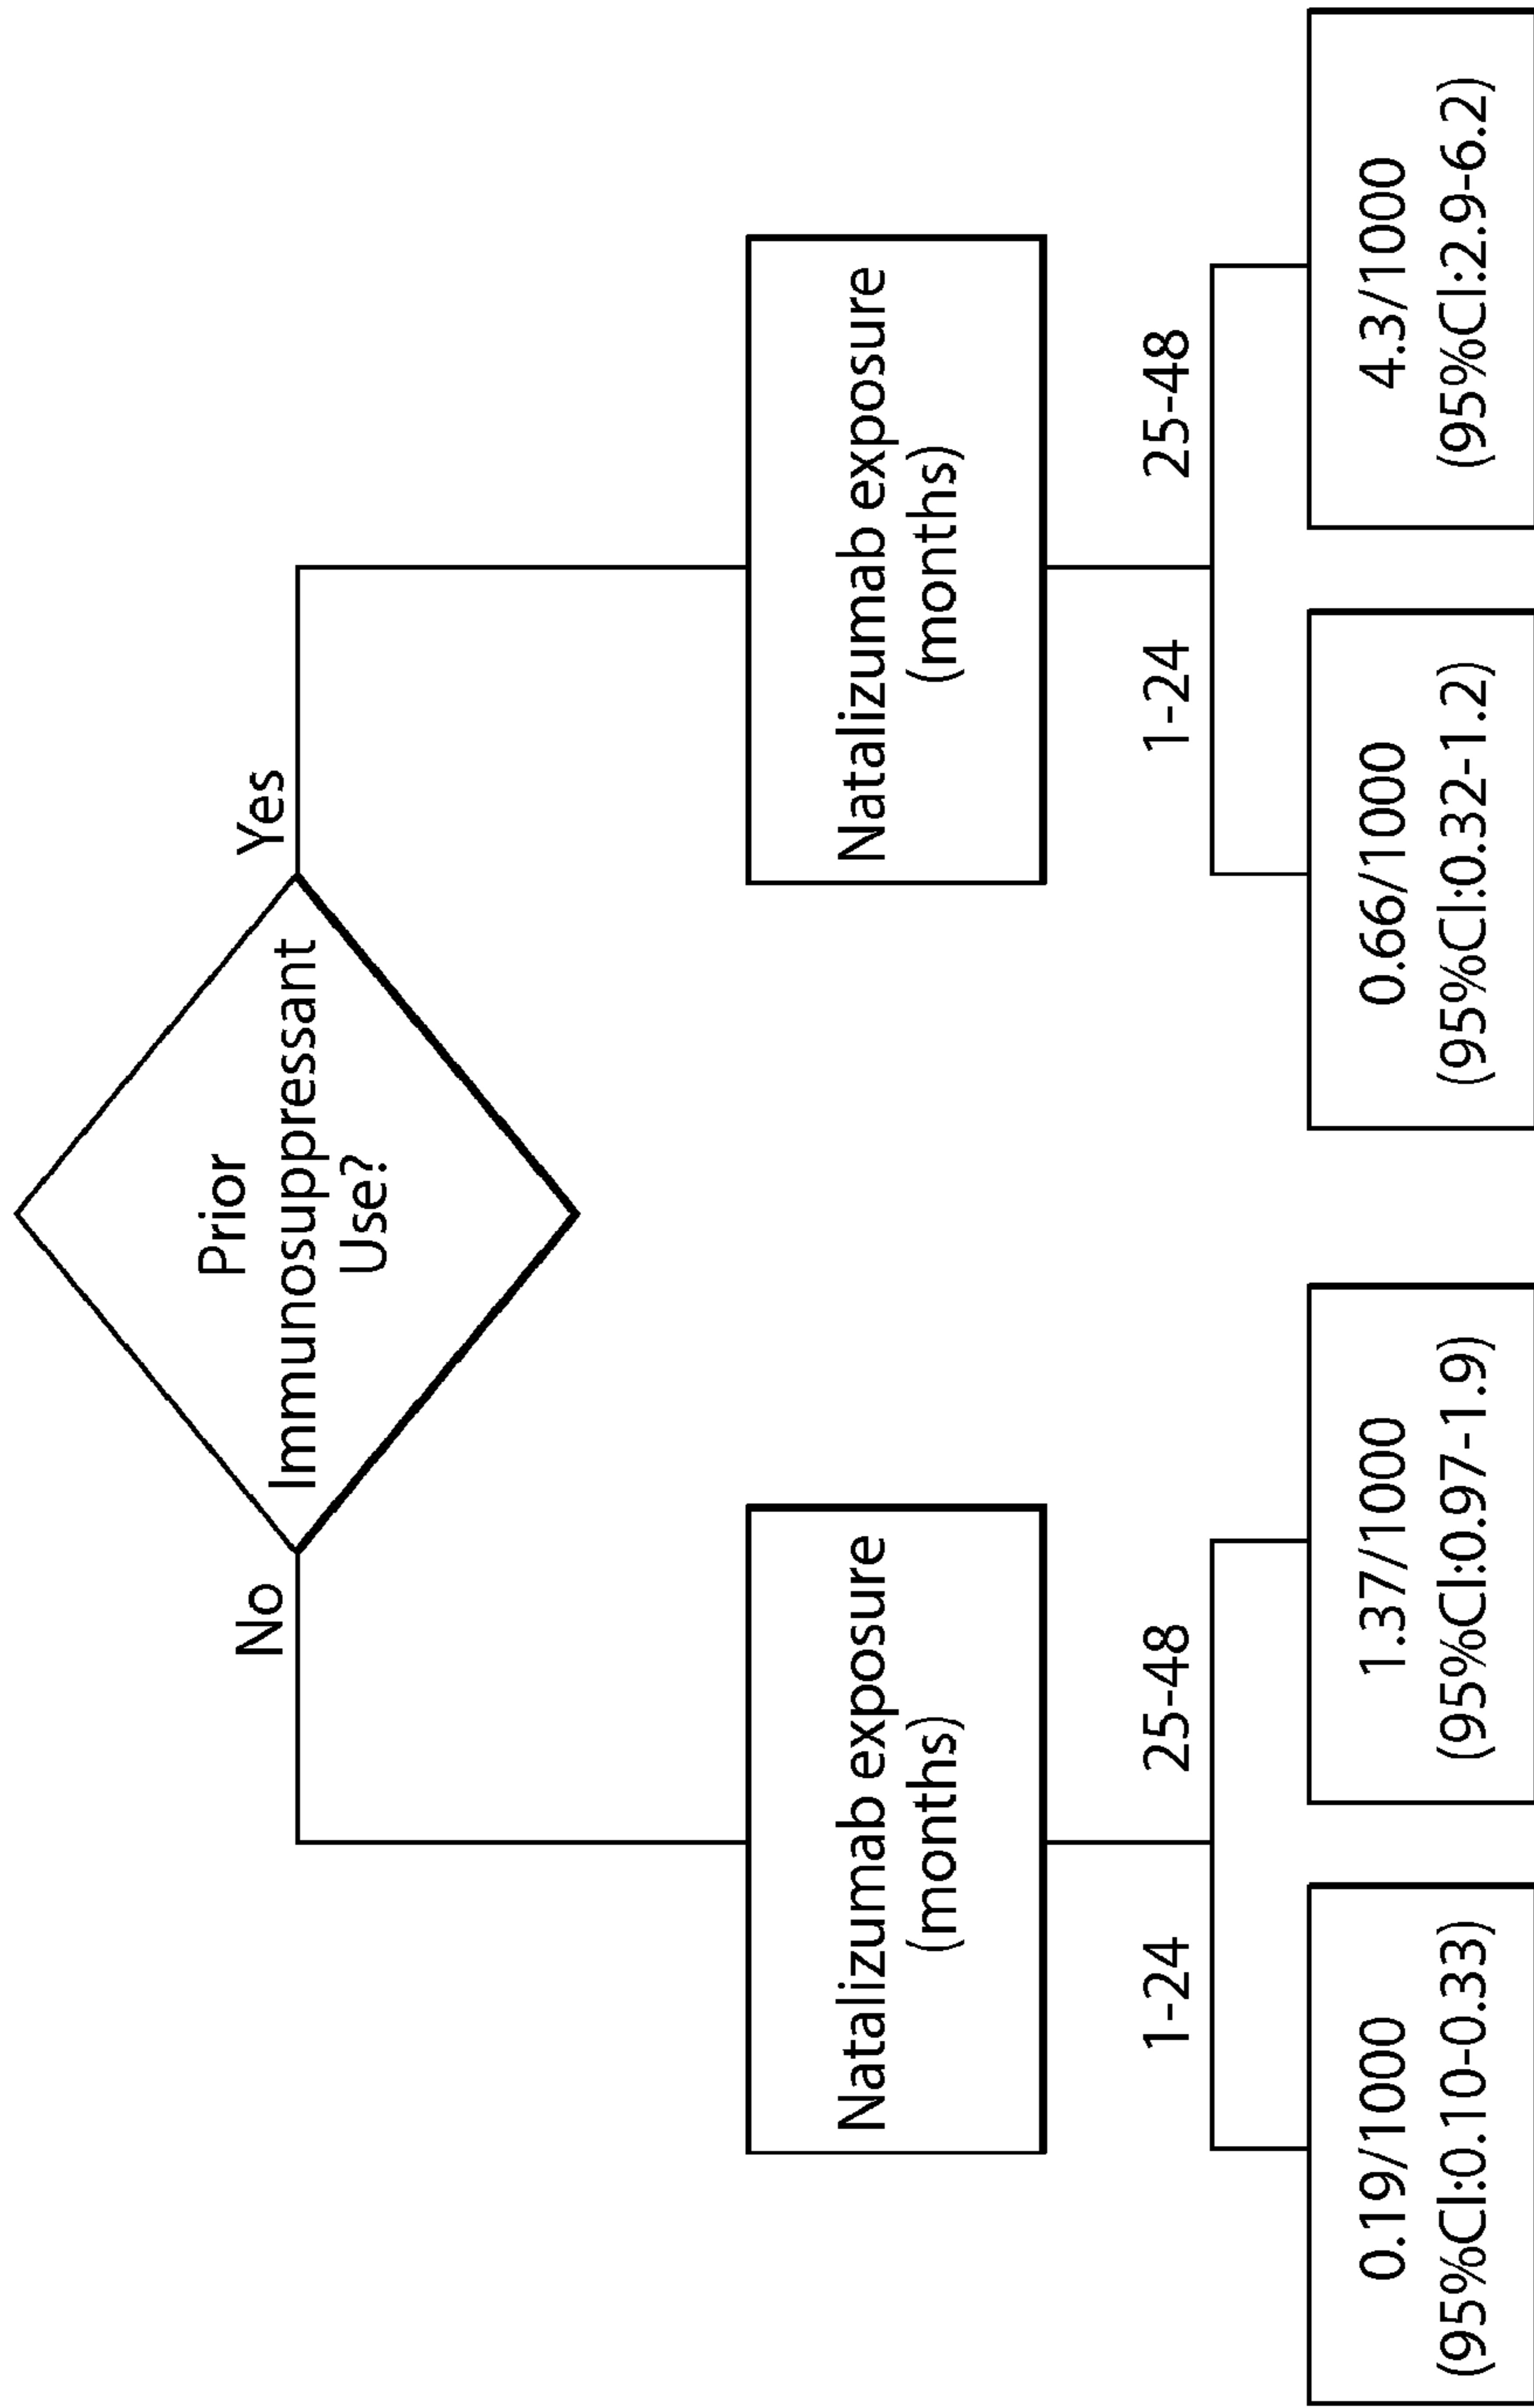 Prior
Immunosuppressant
Use?
No
Yes
Natalizumab exposure
(months)
Natalizumab exposure
(months)
1-24
25-48
1-24
25-48
0.19/1000
(95%CI:0.10-0.33)
1.37/1000
(95%CI:0.97-1.9)
0.66/1000
(95%CI:0.32-1.2)
4.3/1000
(95%CI:2.9-6.2)